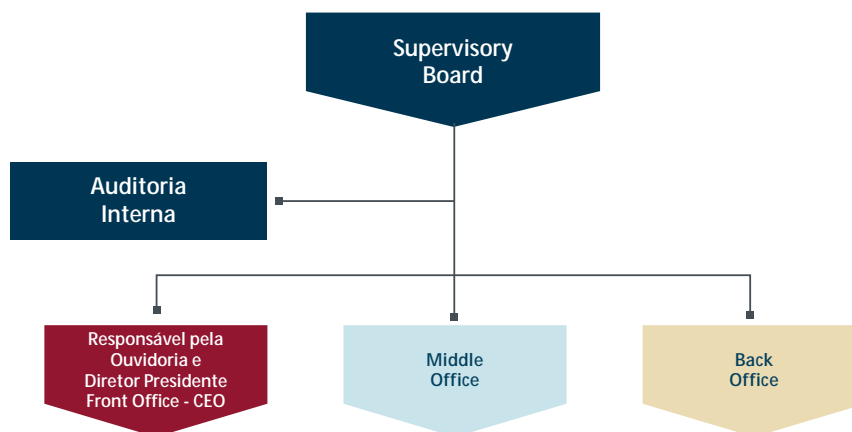 Supervisory
Board
Auditoria
Interna
Responsável pela
Ouvidoria e
Diretor Presidente
Front Office - CEO
Middle
Office
Back
Office